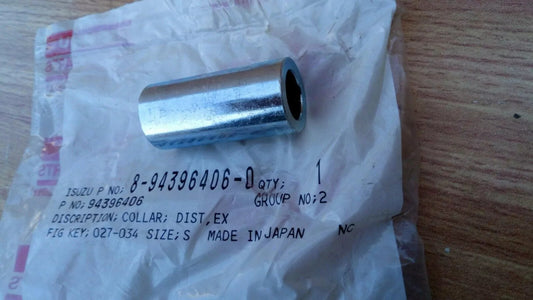 ISUZU P NO; 8-94396406-0 QTY; 1
P NO; 94396406 GROUP NO; 2
DISCRIPTION; COLLAR; DIST, EX
FIG KEY; 027-034 SIZE; S MADE IN JAPAN NC